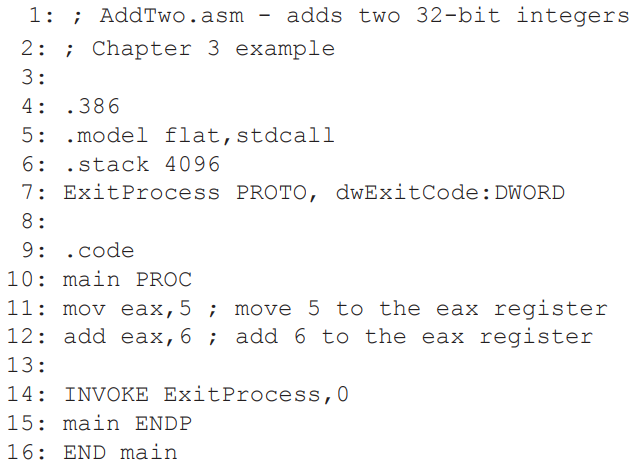 1: ; AddTwo.asm - adds two 32-bit integers
2: ; Chapter 3 example
3:
4: .386
5: .model flat,stdcall
6: .stack 4096
7: ExitProcess PROTO, dwExitCode:DWORD
8:
9: .code
10: main PROC
11: mov eax,5 ; move 5 to the eax register
12: add eax,6 ; add 6 to the eax register
13:
14: INVOKE ExitProcess,0
15: main ENDP
16: END main